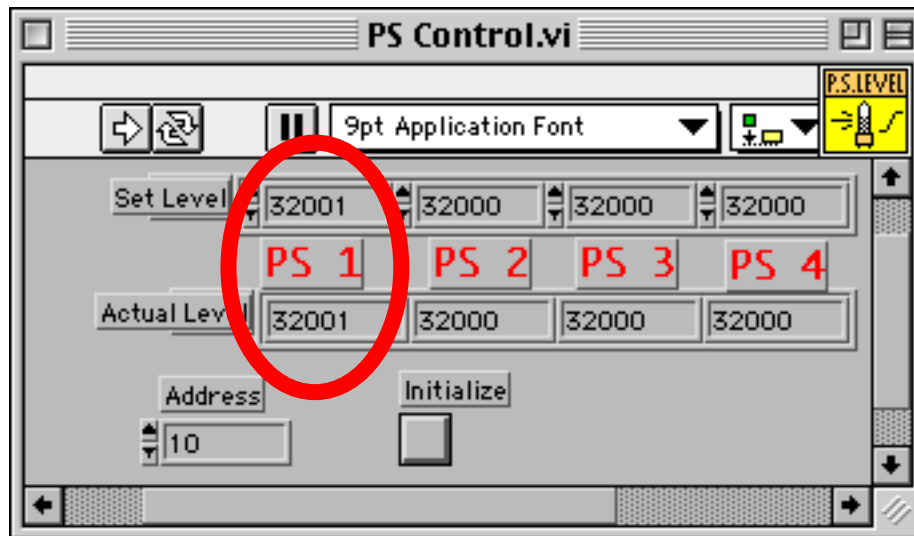 PS Control.vi
P.S.LEVEL
9pt Application Font
Set Level 32001 32000 32000 32000
PS 1 PS 2 PS 3 PS 4
Actual Level 32001 32000 32000 32000
Address Initialize
10